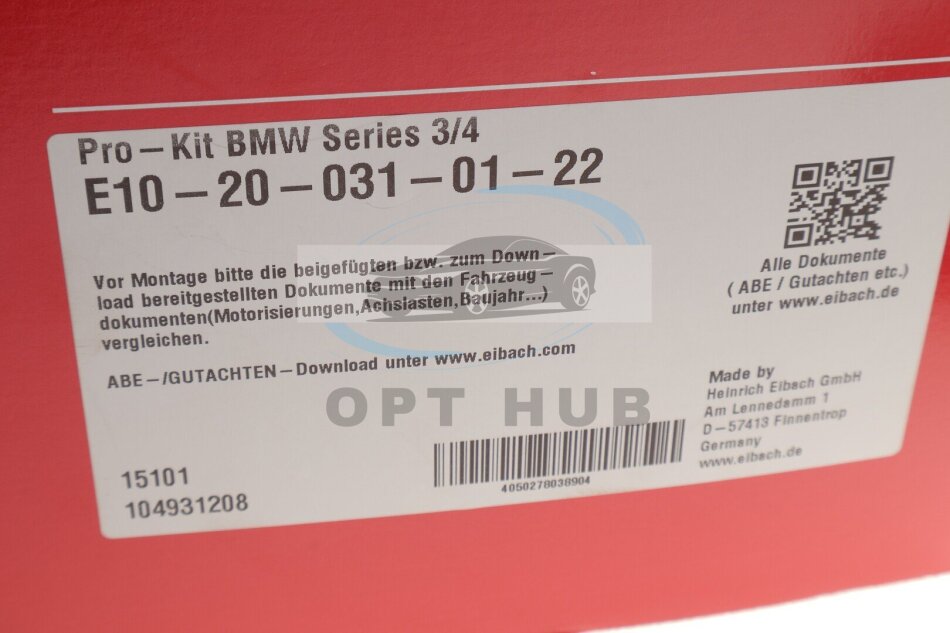 Pro-Kit BMW Series 3/4
E10-20-031-01-22
Vor Montage bitte die beigefügten bzw. zum Down-
load bereitgestellten Dokumente mit den Fahrzeug-
dokumenten(Motorisierungen,Achslasten,Baujahr...)
vergleichen.
ABE-/GUTACHTEN-Download unter www.eibach.com
Alle Dokumente
( ABE / Gutachten etc.)
unter www.eibach.de
OPT HUB
Made by
Heinrich Eibach GmbH
Am Lennedamm 1
D-57413 Finnentrop
Germany
www.eibach.de
15101
104931208
4050278038904